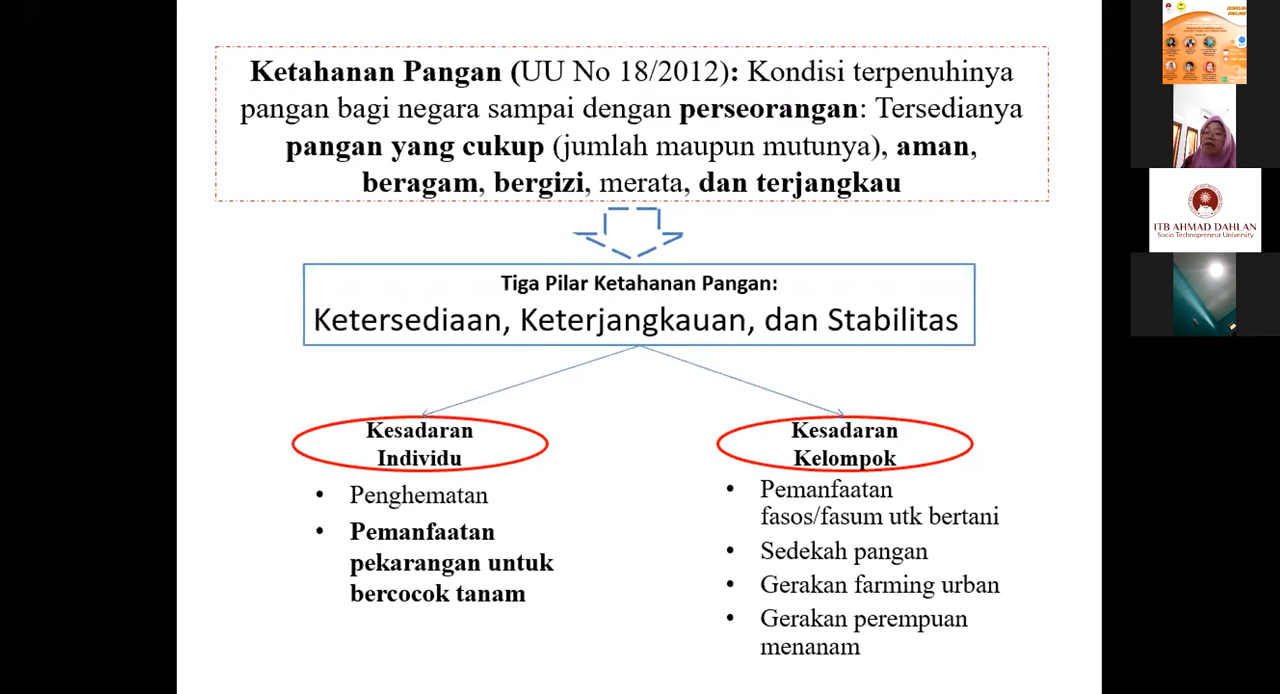 Ketahanan Pangan (UU No 18/2012): Kondisi terpenuhinya
pangan bagi negara sampai dengan perseorangan: Tersedianya
pangan yang cukup (jumlah maupun mutunya), aman,
beragam, bergizi, merata, dan terjangkau
Tiga Pilar Ketahanan Pangan:
Ketersediaan, Keterjangkauan, dan Stabilitas
Kesadaran
Individu
• Penghematan
• Pemanfaatan
pekarangan untuk
bercocok tanam
Kesadaran
Kelompok
• Pemanfaatan
fasos/fasum utk bertani
• Sedekah pangan
• Gerakan farming urban
• Gerakan perempuan
menanam
DISKUSI
ONLINE
ITB AHMAD DAHLAN
Socio Technopreneur University